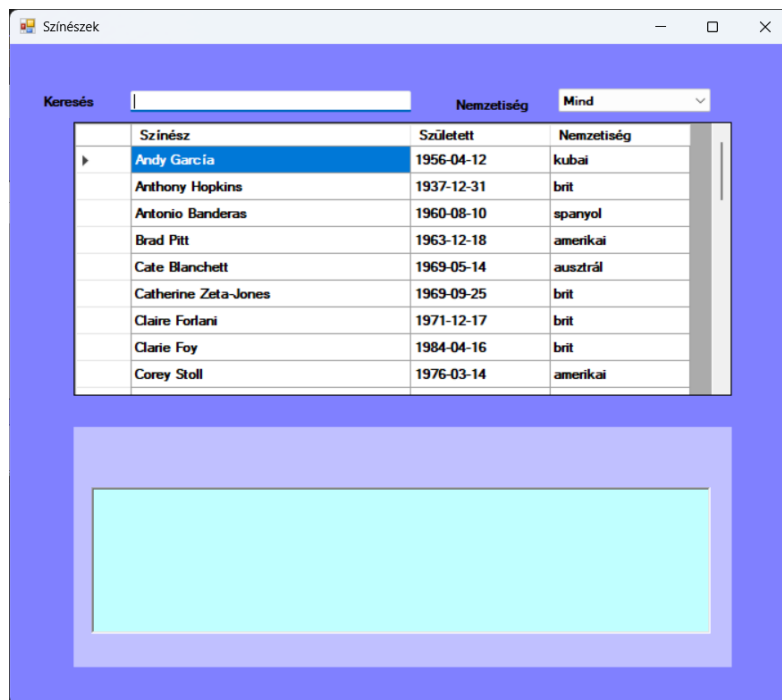 Színészek
Keresés
Nemzetiség Mind
Színész Született Nemzetiség
Andy García 1956-04-12 kubai
Anthony Hopkins 1937-12-31 brit
Antonio Banderas 1960-08-10 spanyol
Brad Pitt 1963-12-18 amerikai
Cate Blanchett 1969-05-14 ausztrál
Catherine Zeta-Jones 1969-09-25 brit
Claire Forlani 1971-12-17 brit
Clarie Foy 1984-04-16 brit
Corey Stoll 1976-03-14 amerikai